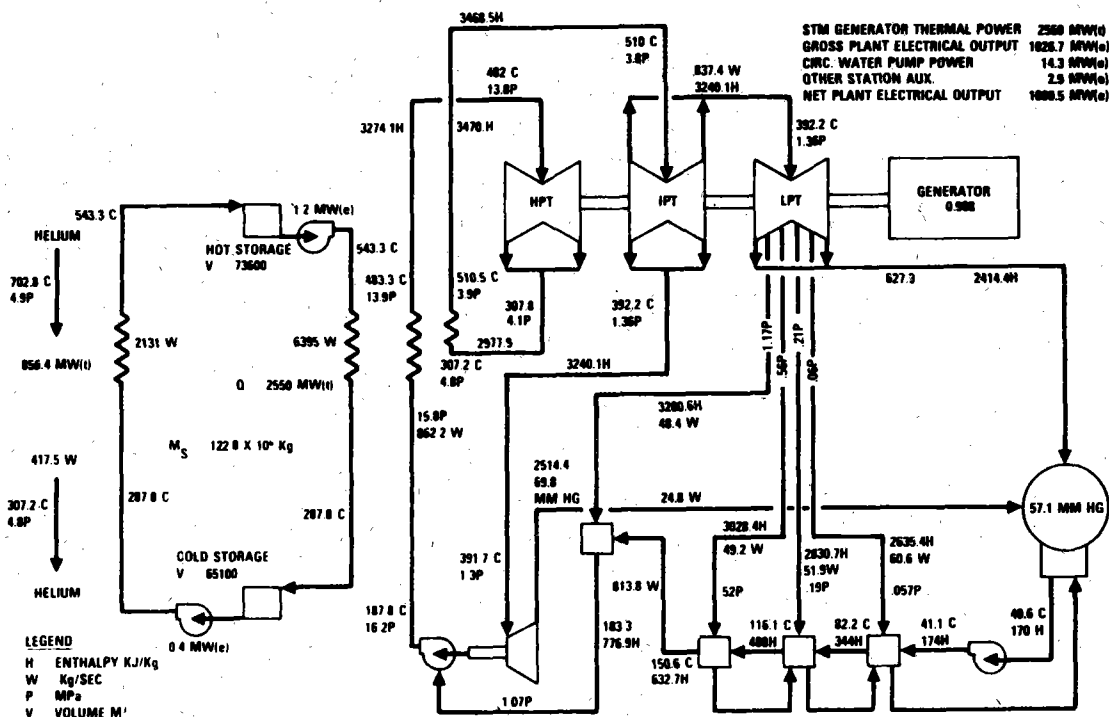 3468.5H
510 C
3.8P
STM GENERATOR THERMAL POWER 2560 MW(t)
GROSS PLANT ELECTRICAL OUTPUT 1026.7 MW(e)
CIRC. WATER PUMP POWER 14.3 MW(e)
OTHER STATION AUX. 2.9 MW(e)
NET PLANT ELECTRICAL OUTPUT MW(e)
482 C
13.8P
837.4 W
3240.1H
3274.1H
3470.H
392.2 C
1.36P
543.3 C
1 2 MW(e)
HELIUM
HOT STORAGE
V 73600
543.3 C
HPT
IPT
LPT
GENERATOR
0.988
702.8 C
4.9P
483.3 C
13.9P
510.5 C
3.9P
307.8
4.1P
392.2 C
1.36P
627.3
2414.4H
1.17P
.56P
.21P
.06P
856.4 MW(t)
2131 W
6395 W
2977.9
307.2 C
4.8P
3240.1H
Q 2550 MW(t)
3280.6H
48.4 W
15.8P
862 2 W
M S 122 8 X 10⁶ Kg
417.5 W
2514.4
69.8
MM HG
24.8 W
57.1 MM HG
307.2 C
4.8P
287.8 C
287.8 C
3028.4H
49.2 W
2830.7H
51.9W
.19P
2635.4H
60.6 W
COLD STORAGE
V 65100
391.7 C
1 3P
813.8 W
52P
.057P
HELIUM
187.8 C
16.2P
183 3
776.9H
116.1 C
488H
82.2 C
344H
41.1 C
174H
40.6 C
170 H
0 4 MW(e)
150.6 C
632.7H
1 07P
LEGEND
H ENTHALPY KJ/Kg
W Kg/SEC
P MPa
V VOLUME M³